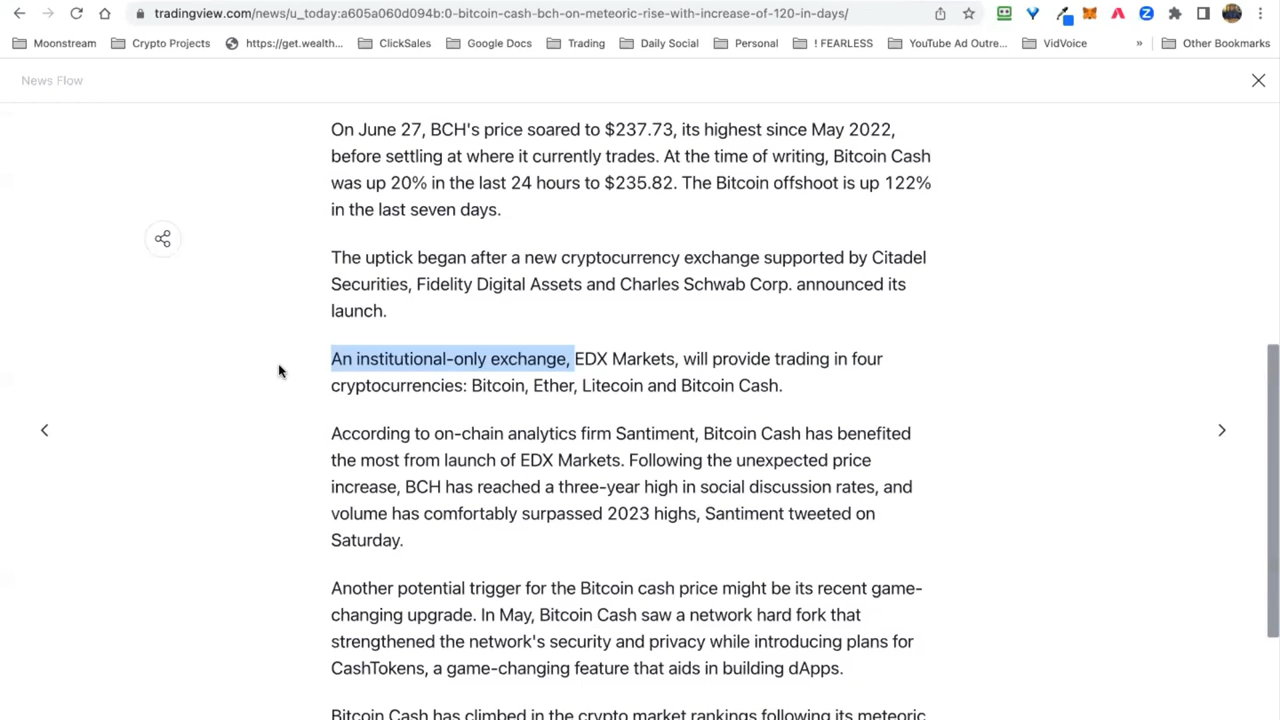 tradingview.com/news/u_today:a605a060d094b:0-bitcoin-cash-bch-on-meteoric-rise-with-increase-of-120-in-days/
Moonstream
Crypto Projects
https://get.wealth...
ClickSales
Google Docs
Trading
Daily Social
Personal
! FEARLESS
YouTube Ad Outre...
VidVoice
»
Other Bookmarks
News Flow
On June 27, BCH's price soared to $237.73, its highest since May 2022,
before settling at where it currently trades. At the time of writing, Bitcoin Cash
was up 20% in the last 24 hours to $235.82. The Bitcoin offshoot is up 122%
in the last seven days.
The uptick began after a new cryptocurrency exchange supported by Citadel
Securities, Fidelity Digital Assets and Charles Schwab Corp. announced its
launch.
An institutional-only exchange, EDX Markets, will provide trading in four
cryptocurrencies: Bitcoin, Ether, Litecoin and Bitcoin Cash.
According to on-chain analytics firm Santiment, Bitcoin Cash has benefited
the most from launch of EDX Markets. Following the unexpected price
increase, BCH has reached a three-year high in social discussion rates, and
volume has comfortably surpassed 2023 highs, Santiment tweeted on
Saturday.
Another potential trigger for the Bitcoin cash price might be its recent game-
changing upgrade. In May, Bitcoin Cash saw a network hard fork that
strengthened the network's security and privacy while introducing plans for
CashTokens, a game-changing feature that aids in building dApps.
Bitcoin Cash has climbed in the crypto market rankings following its meteoric